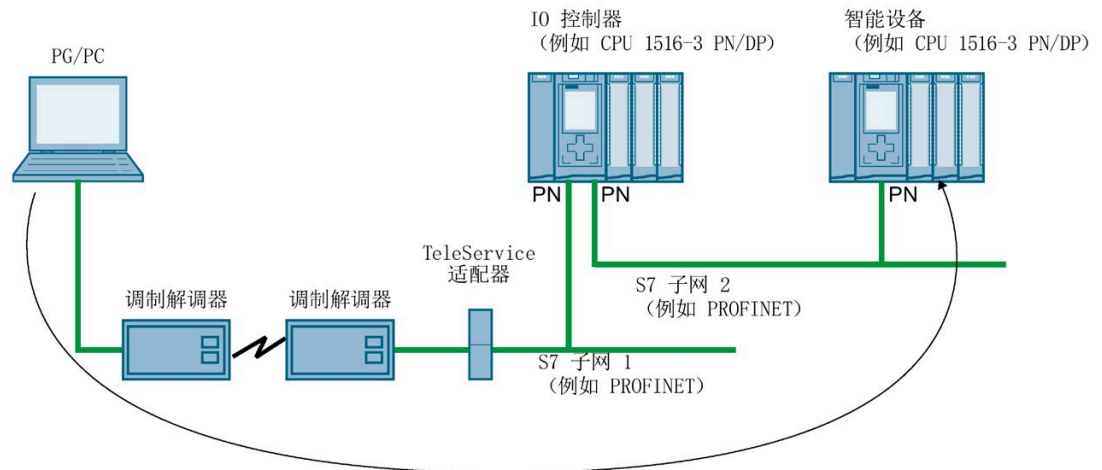 IO 控制器
（例如 CPU 1516-3 PN/DP）
智能设备
（例如 CPU 1516-3 PN/DP）
PG/PC
PN
PN
PN
TeleService
适配器
S7 子网 2
（例如 PROFINET）
调制解调器
调制解调器
S7 子网 1
（例如 PROFINET）